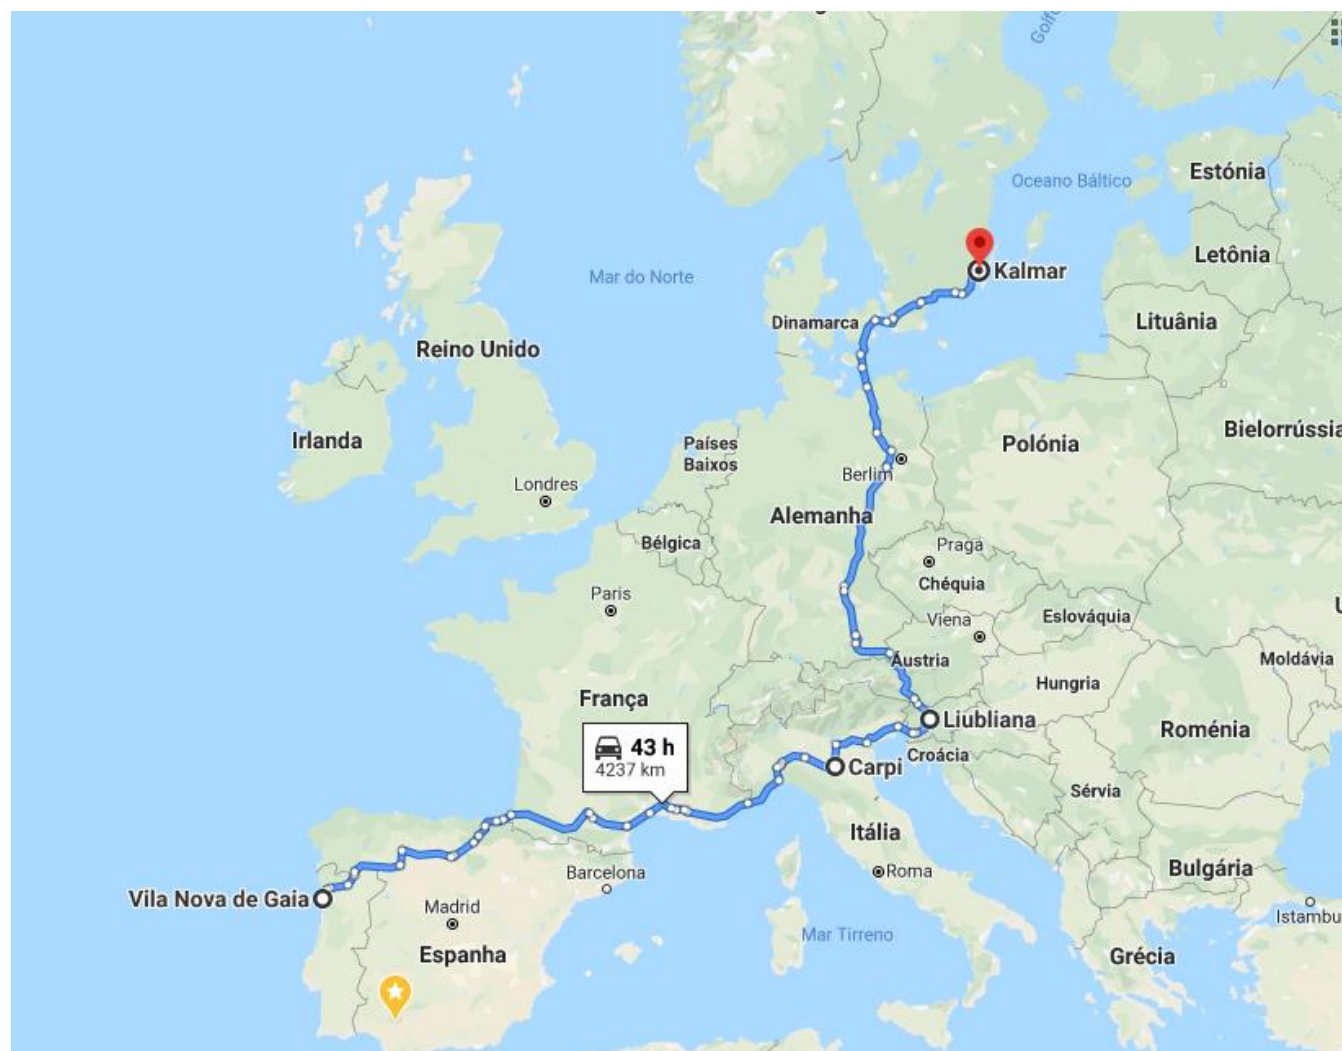 Golfo
Estónia
Oceano Báltico
Letônia
Kalmar
Mar do Norte
Dinamarca
Lituânia
Reino Unido
Irlanda
Países
Baixos
Polónia
Bielorrússia
Berlim
Londres
Alemanha
Bélgica
Praga
Chéquia
Paris
Viena
Eslováquia
Áustria
Moldávia
Hungria
França
Liubliana
Roménia
43 h
4237 km
Croácia
Carpi
Sérvia
Itália
Barcelona
Roma
Bulgária
Vila Nova de Gaia
Madrid
Istambu
Mar Tirreno
Espanha
Grécia